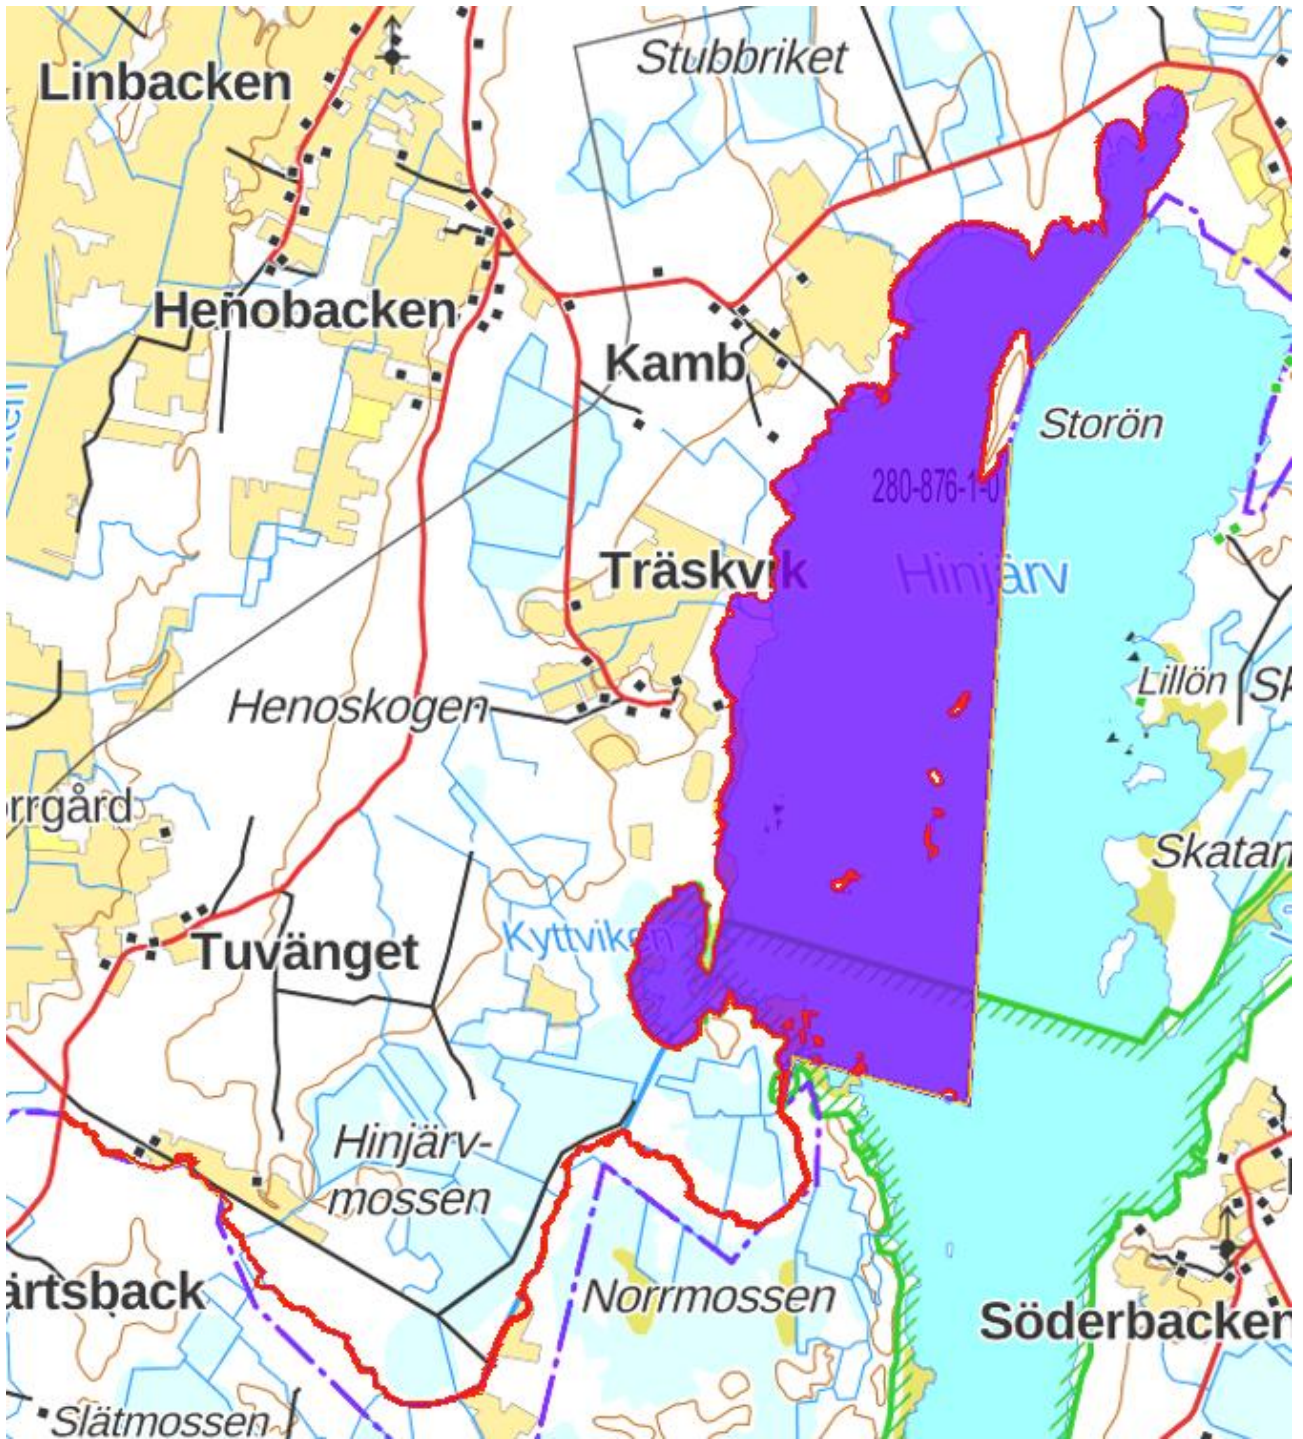 Stubbriket
Linbacken
Henobacken
Kamb
Storön
280-876-1-0
Träskvik
Hinjärv
Lillön
Henoskogen
rrgård
Skatan
Kyttviken
Tuvänget
Hinjärv-
mossen
ärtsback
Norrmossen
Söderbacken
Slätmossen